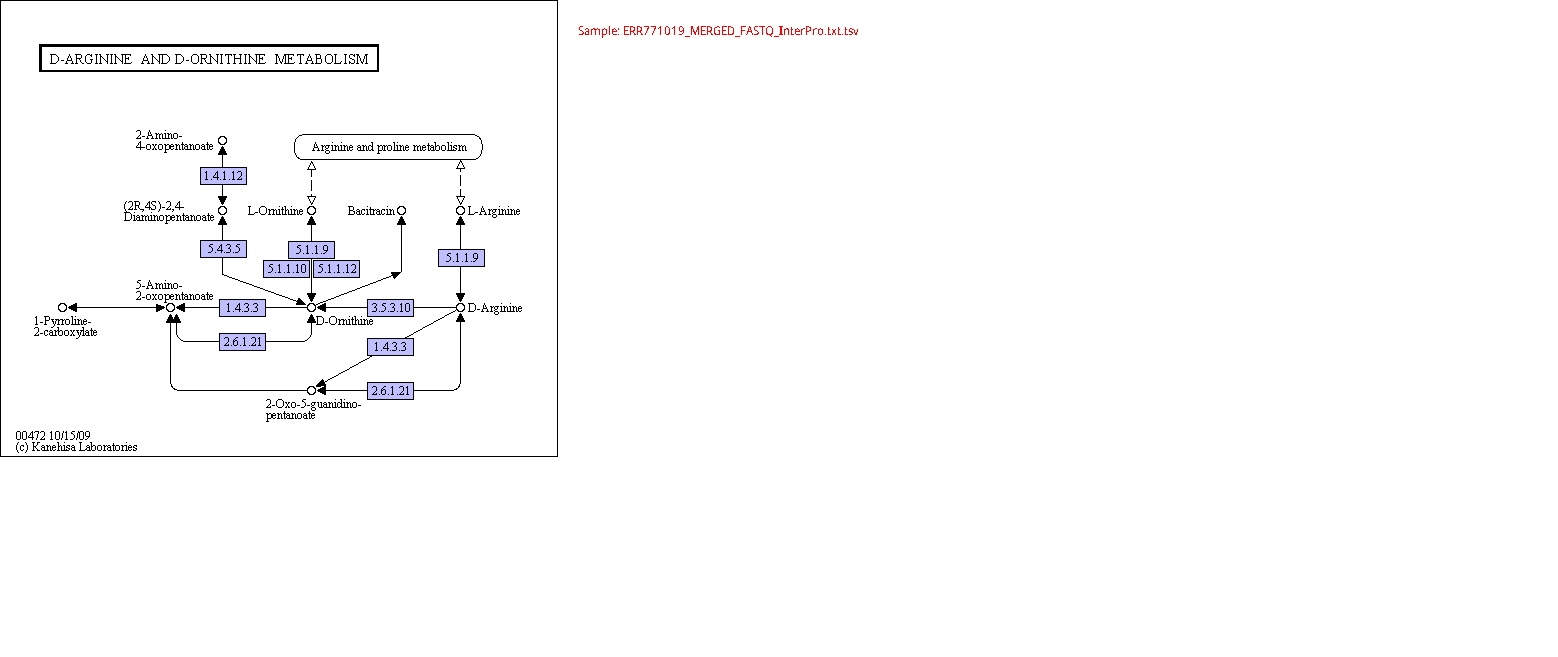 Sample: ERR771019_MERGED_FASTQ_InterPro.txt.tsv
D-ARGININE AND D-ORNITHINE METABOLISM
2-Amino-
4-oxopentanoate
Arginine and proline metabolism
1.4.1.12
(2R,4S)-2,4-
Diaminopentanoate
L-Ornithine
Bacitracin
L-Arginine
5.4.3.5
5.1.1.9
5.1.1.9
5.1.1.10
5.1.1.12
5-Amino-
2-oxopentanoate
1.4.3.3
3.5.3.10
D-Arginine
1-Pyrroline-
2-carboxylate
D-Ornithine
2.6.1.21
1.4.3.3
2.6.1.21
2-Oxo-5-guanidino-
pentanoate
00472 10/15/09
(c) Kanehisa Laboratories